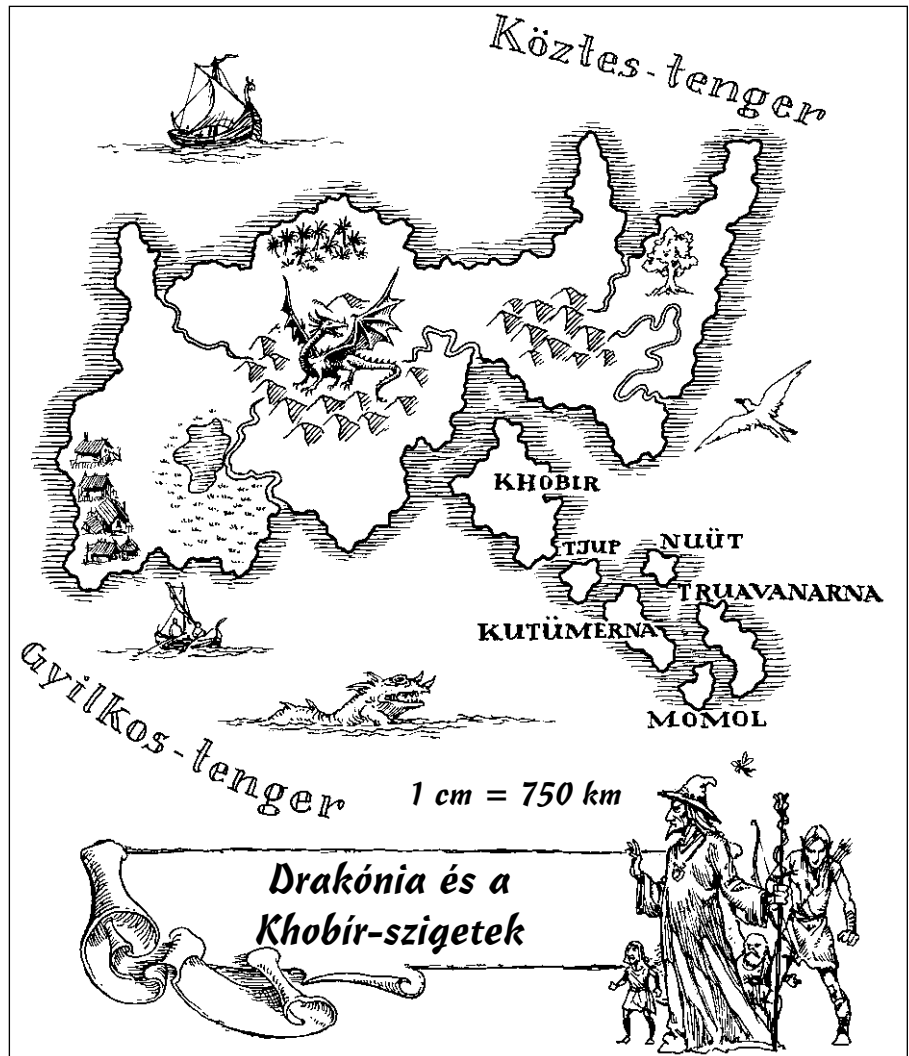 Köztes-tenger
KHOBIR
TJUP
NUÜT
TRUAVANARNA
KUTÜMERNA
MOMOL
Gyilkos-tenger
1 cm = 750 km
Drakónia és a
Khobír-szigetek